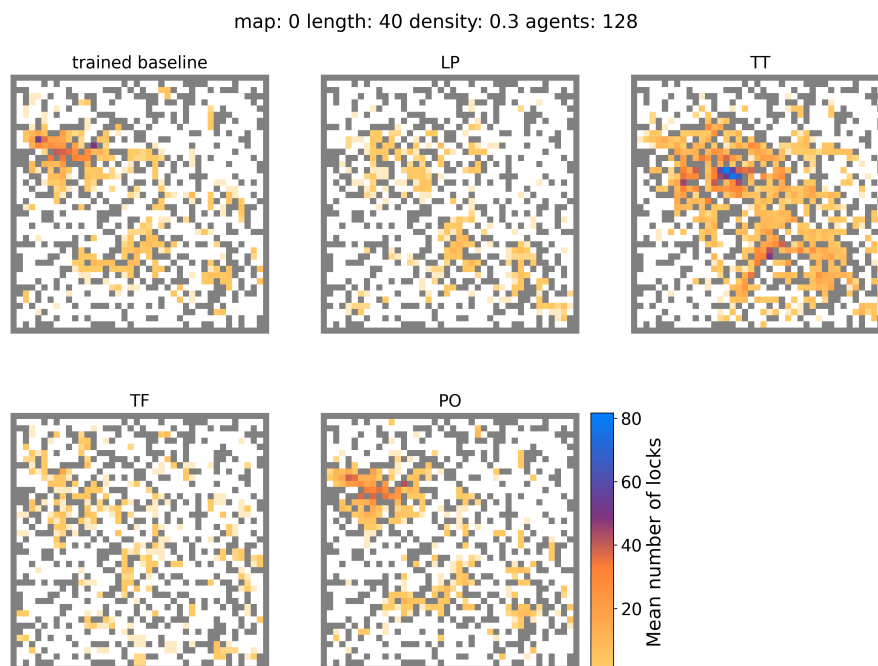 map: 0 length: 40 density: 0.3 agents: 128
trained baseline
LP
TT
TF
PO
80
60
40
20
Mean number of locks